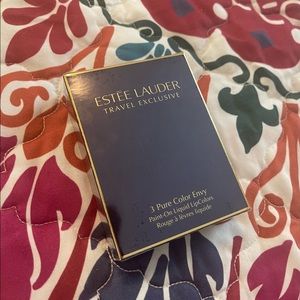 ESTĒE LAUDER
TRAVEL EXCLUSIVE
3 Pure Color Envy
Paint-On Liquid LipColors
Rouge à lèvres liquide